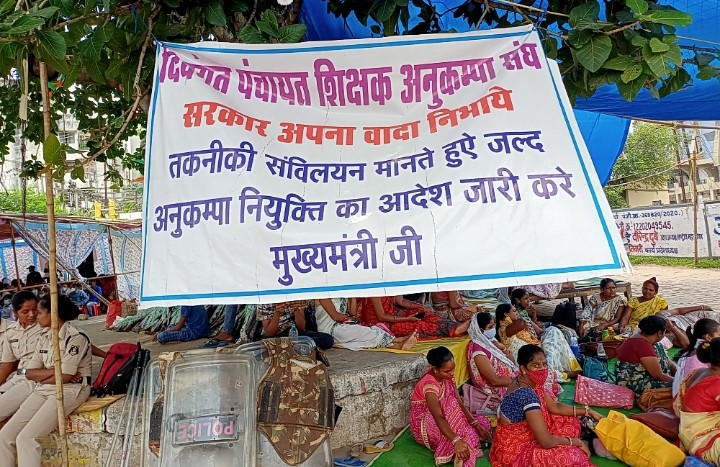 दिवंगत पंचायत शिक्षक अनुकम्पा संघ
सरकार अपना वादा निभाये
तकनीकी संविलयन मानते हुऐ जल्द
अनुकम्पा नियुक्ति का आदेश जारी करे
मुख्यमंत्री जी
POLICE